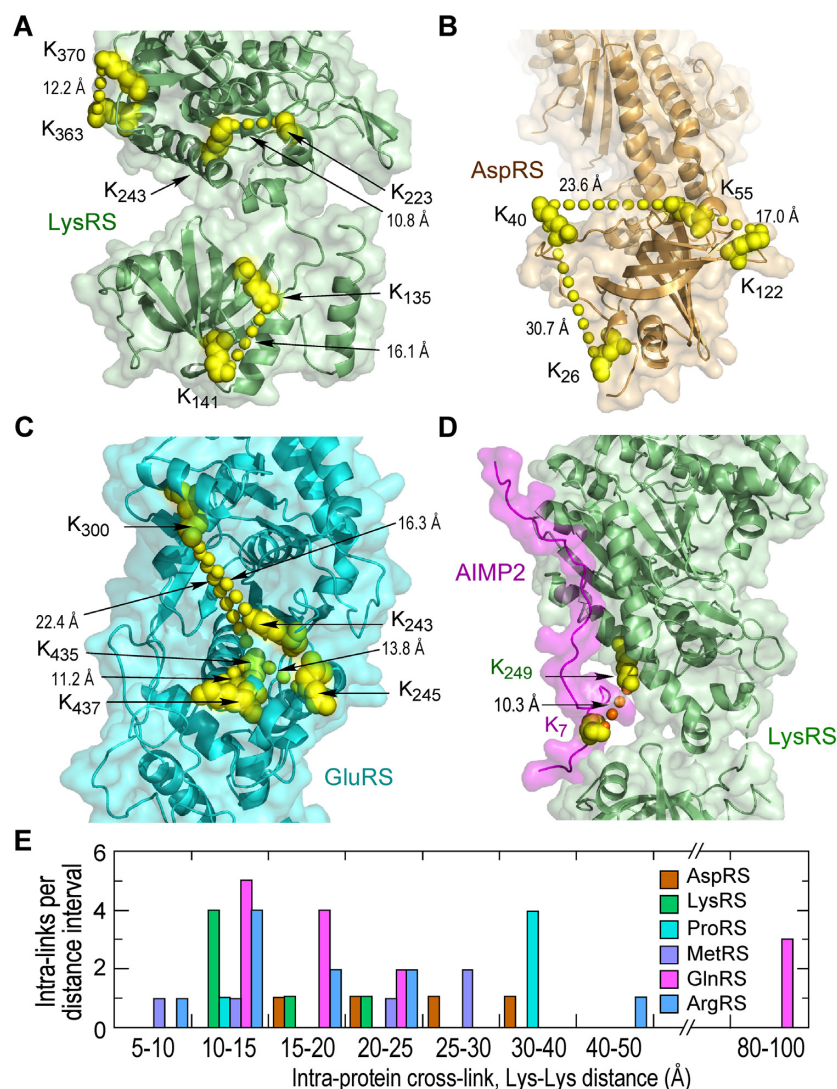 A
K370
12.2 Å
K363
K243
K223
LysRS
10.8 Å
K135
16.1 Å
K141
B
AspRS
23.6 Å
K55
K40
17.0 Å
K122
30.7 Å
K26
C
K300
16.3 Å
22.4 Å
K243
K435
13.8 Å
11.2 Å
K245
K437
GluRS
D
AIMP2
K249
10.3 Å
K7
LysRS
E
Intra-links per
distance interval
6
4
2
0
AspRS
LysRS
ProRS
MetRS
GlnRS
ArgRS
5-10 10-15 15-20 20-25 25-30 30-40 40-50 80-100
Intra-protein cross-link, Lys-Lys distance (Å)